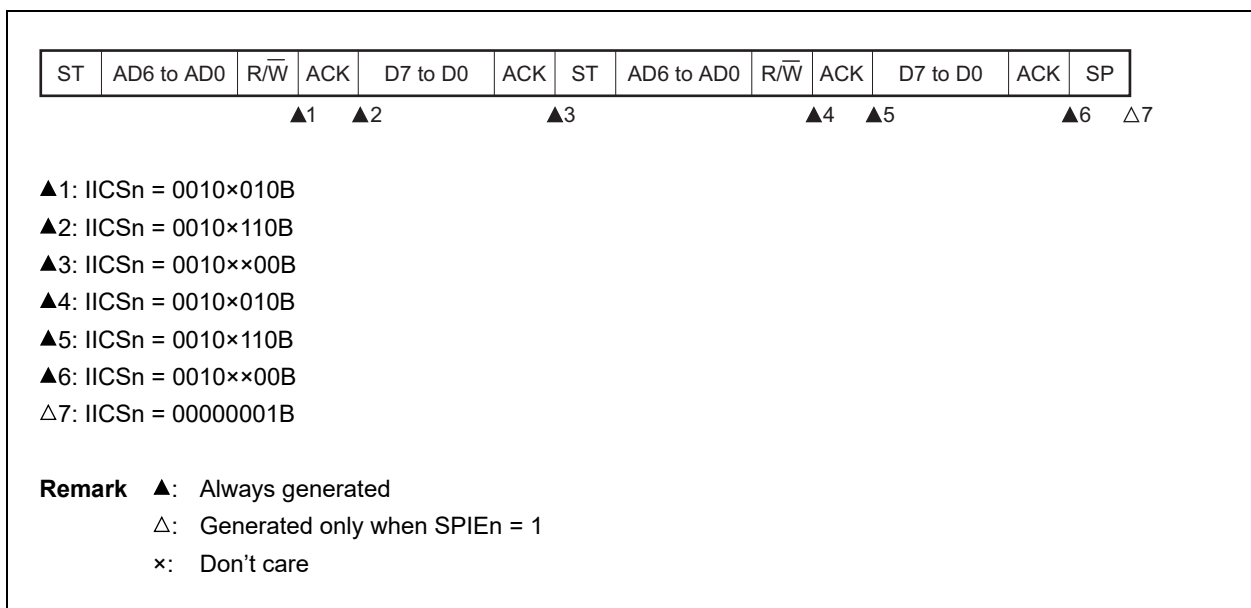 ST AD6 to AD0 R/W̅ ACK D7 to D0 ACK ST AD6 to AD0 R/W̅ ACK D7 to D0 ACK SP
▲1 ▲2 ▲3 ▲4 ▲5 ▲6 △7
▲1: IICSn = 0010×010B
▲2: IICSn = 0010×110B
▲3: IICSn = 0010××00B
▲4: IICSn = 0010×010B
▲5: IICSn = 0010×110B
▲6: IICSn = 0010××00B
△7: IICSn = 00000001B
Remark ▲: Always generated
△: Generated only when SPIEn = 1
×: Don’t care